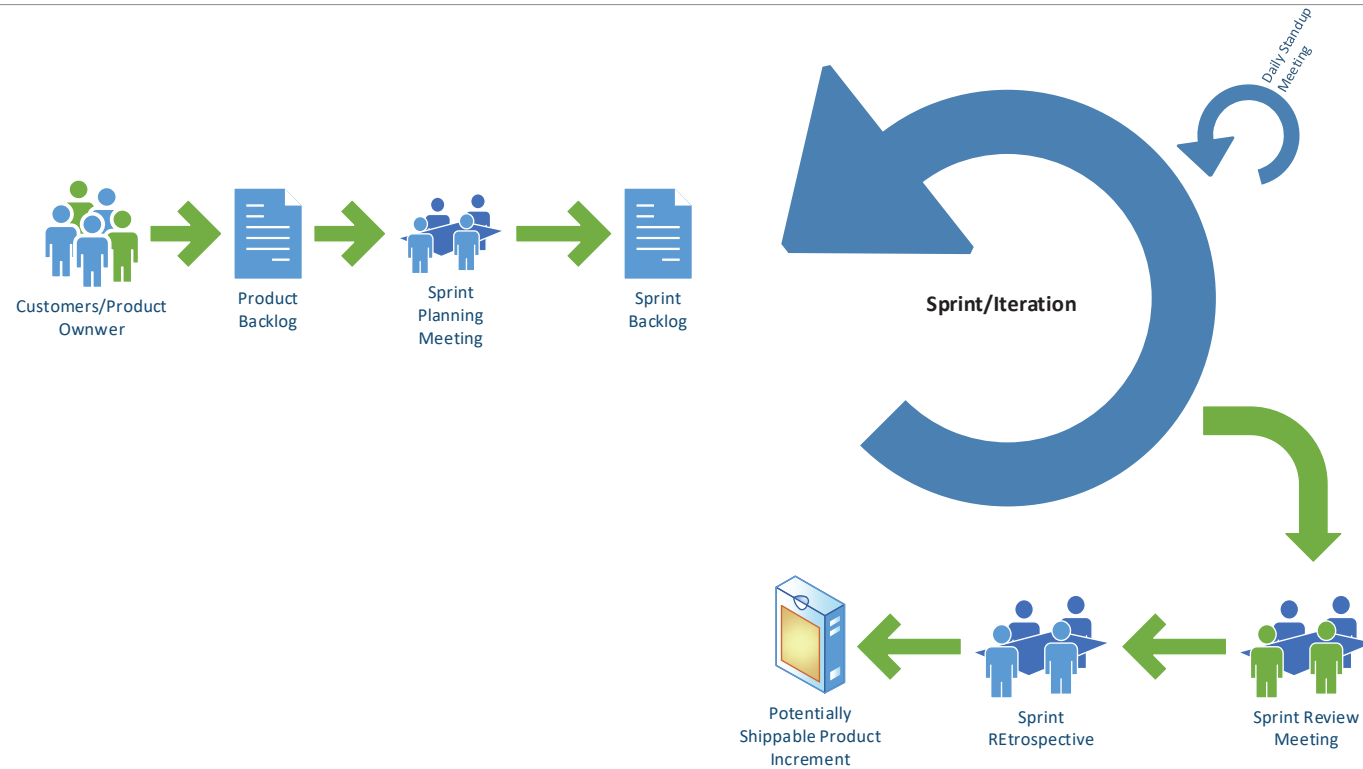 Daily Standup
Meeting
Customers/Product
Ownwer
Product
Backlog
Sprint
Planning
Meeting
Sprint
Backlog
Sprint/Iteration
Potentially
Shippable Product
Increment
Sprint
REtrospective
Sprint Review
Meeting